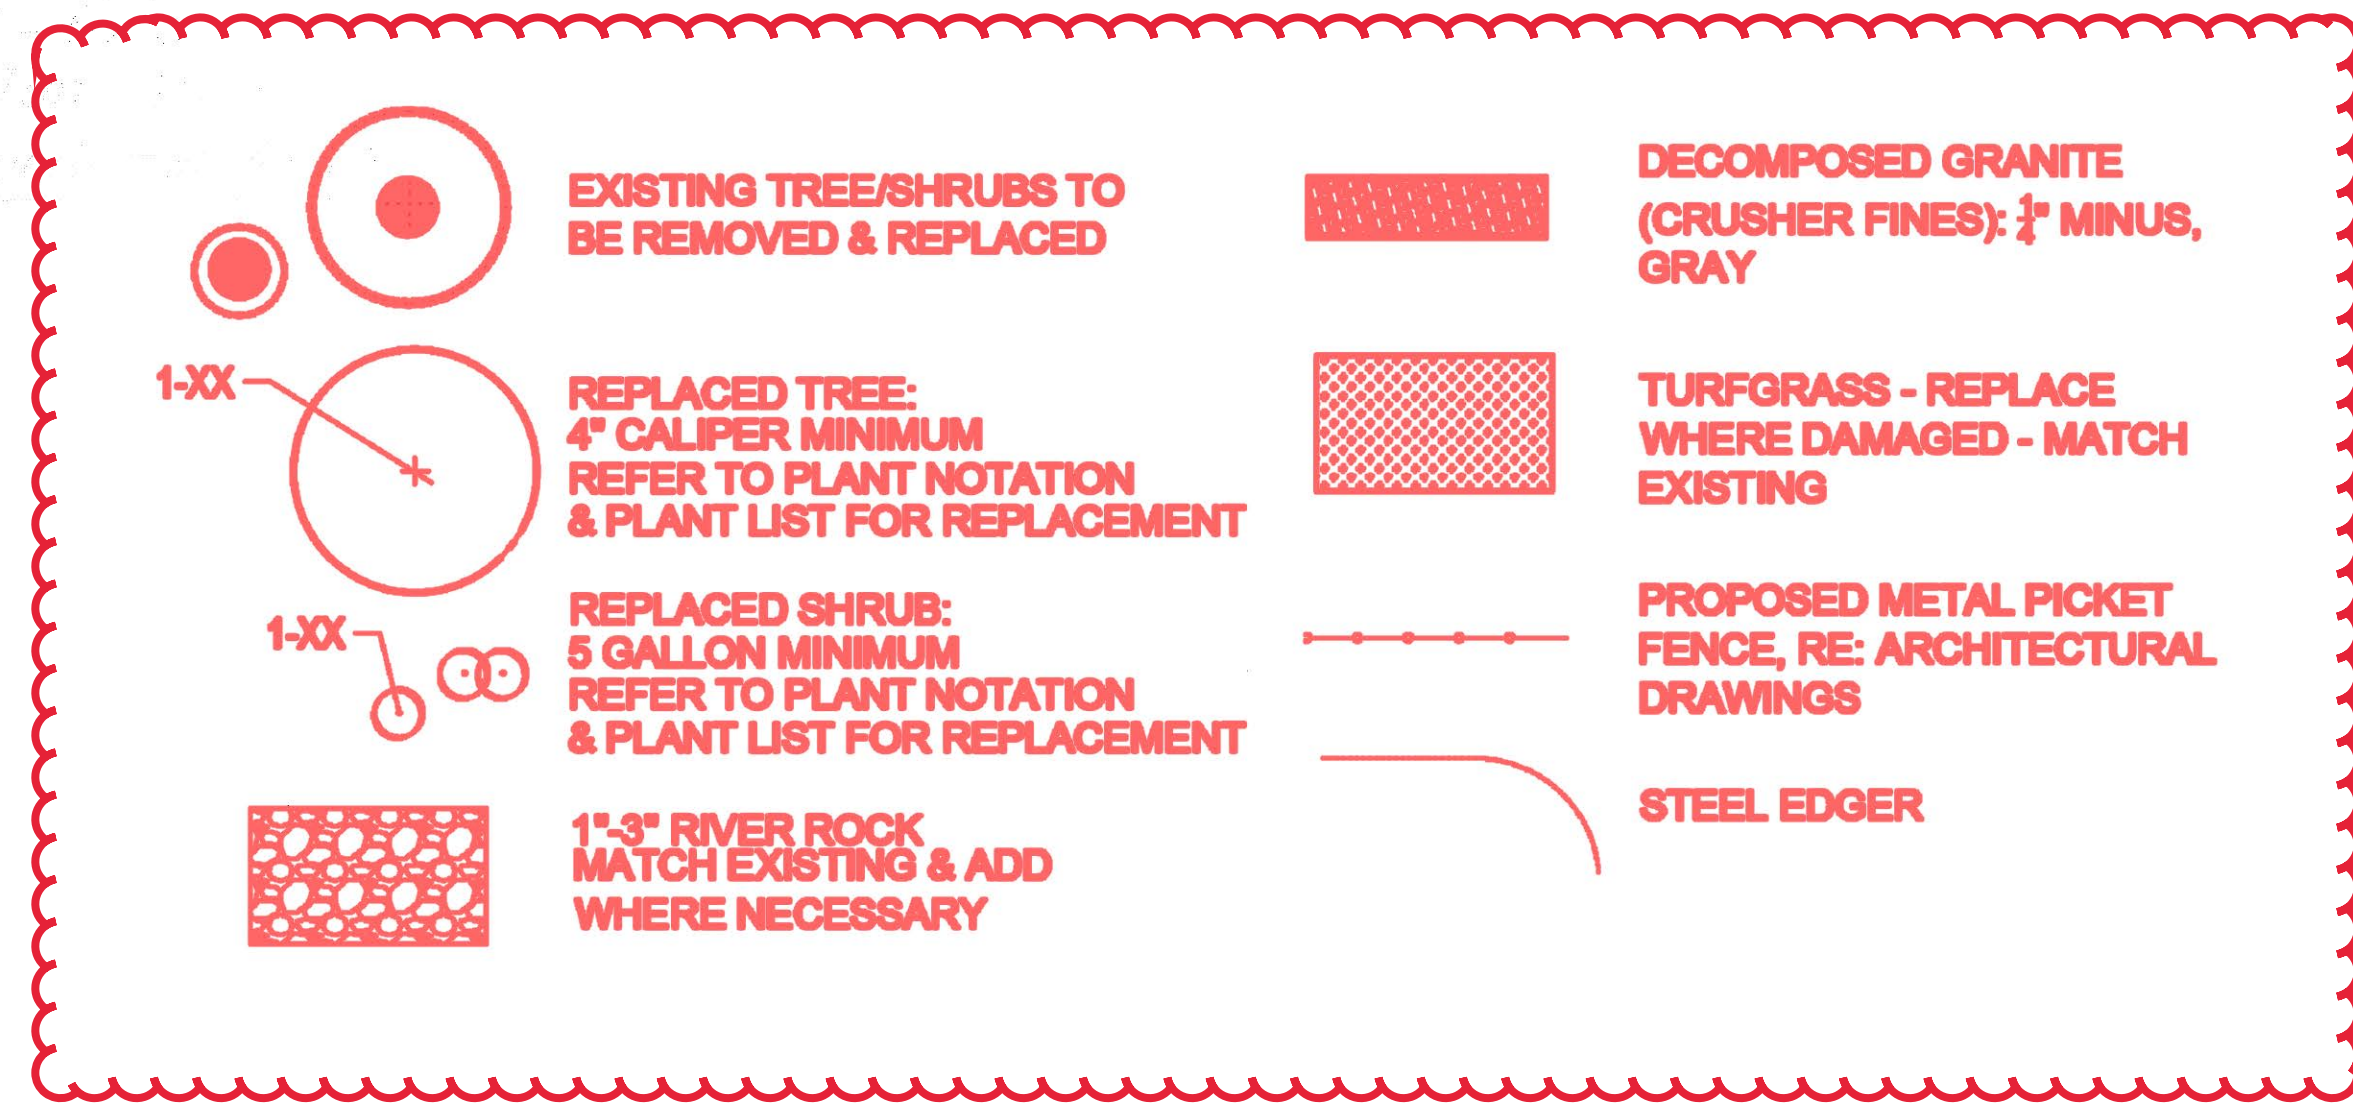 EXISTING TREE/SHRUBS TO
BE REMOVED & REPLACED
1-XX
REPLACED TREE:
4" CALIPER MINIMUM
REFER TO PLANT NOTATION
& PLANT LIST FOR REPLACEMENT
1-XX
REPLACED SHRUB:
5 GALLON MINIMUM
REFER TO PLANT NOTATION
& PLANT LIST FOR REPLACEMENT
1"-3" RIVER ROCK
MATCH EXISTING & ADD
WHERE NECESSARY
DECOMPOSED GRANITE
(CRUSHER FINES): ¼" MINUS,
GRAY
TURFGRASS - REPLACE
WHERE DAMAGED - MATCH
EXISTING
PROPOSED METAL PICKET
FENCE, RE: ARCHITECTURAL
DRAWINGS
STEEL EDGER